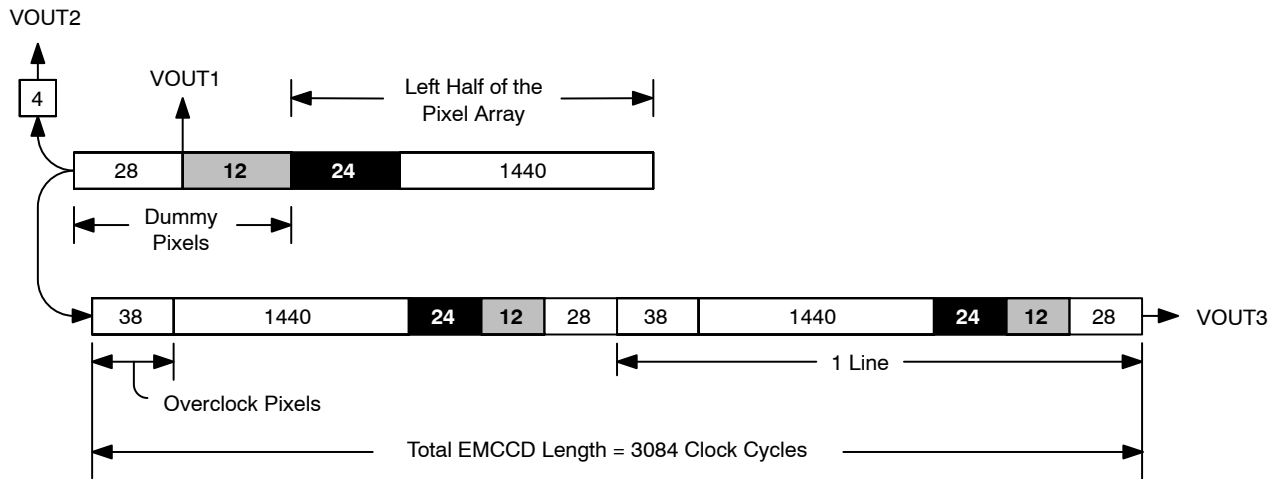 VOUT2
4
VOUT1
Left Half of the
Pixel Array
28 12 24 1440
Dummy
Pixels
38 1440 24 12 28 38 1440 24 12 28
VOUT3
1 Line
Overclock Pixels
Total EMCCD Length = 3084 Clock Cycles